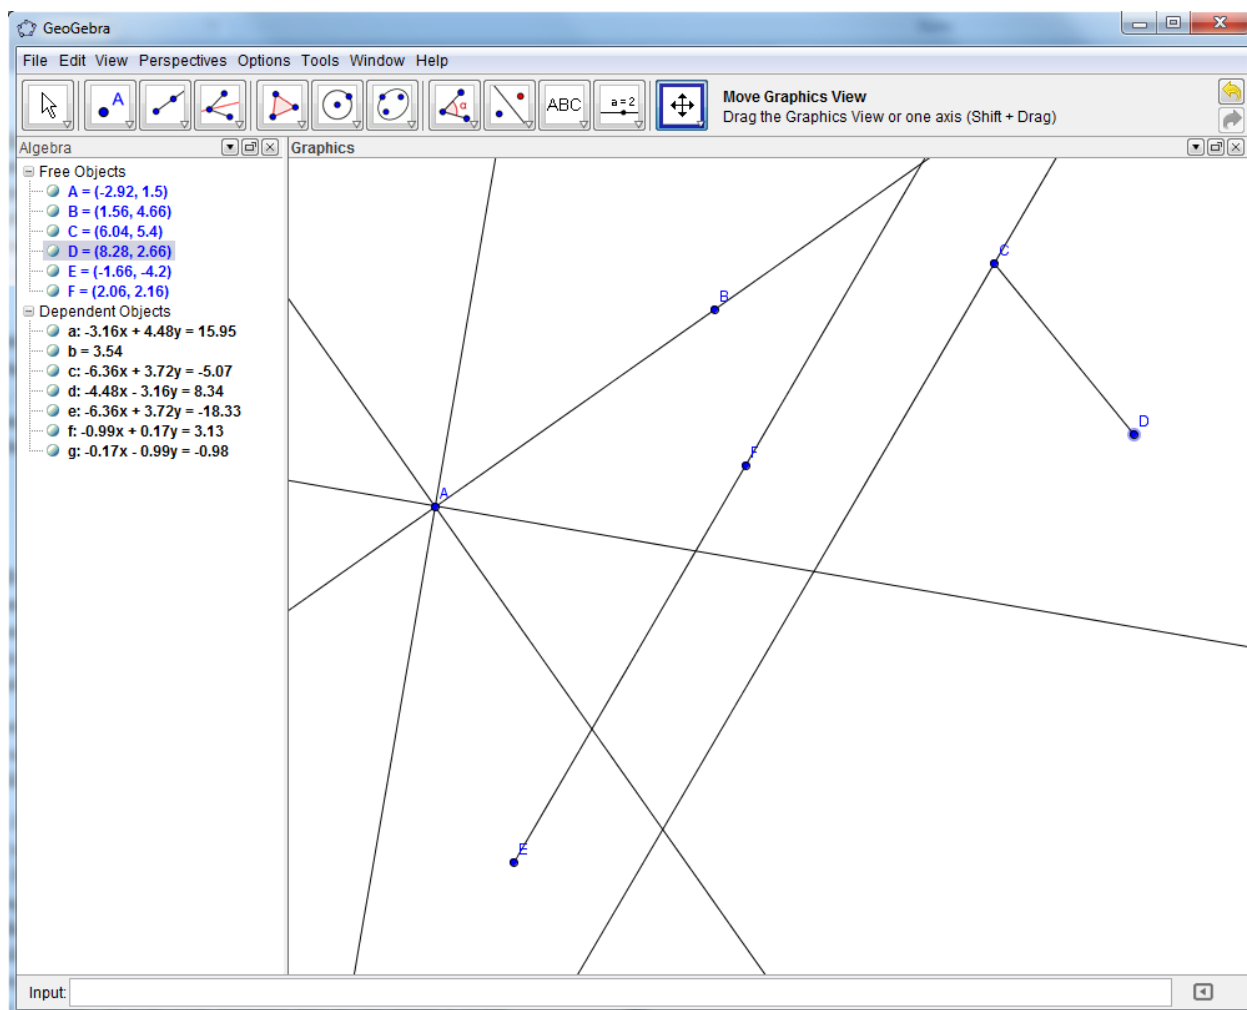 GeoGebra
File Edit View Perspectives Options Tools Window Help
A
α
ABC
a = 2
Move Graphics View
Drag the Graphics View or one axis (Shift + Drag)
Algebra
Graphics
Free Objects
A = (-2.92, 1.5)
B = (1.56, 4.66)
C = (6.04, 5.4)
D = (8.28, 2.66)
E = (-1.66, -4.2)
F = (2.06, 2.16)
Dependent Objects
a: -3.16x + 4.48y = 15.95
b = 3.54
c: -6.36x + 3.72y = -5.07
d: -4.48x - 3.16y = 8.34
e: -6.36x + 3.72y = -18.33
f: -0.99x + 0.17y = 3.13
g: -0.17x - 0.99y = -0.98
C
B
D
F
A
E
Input: